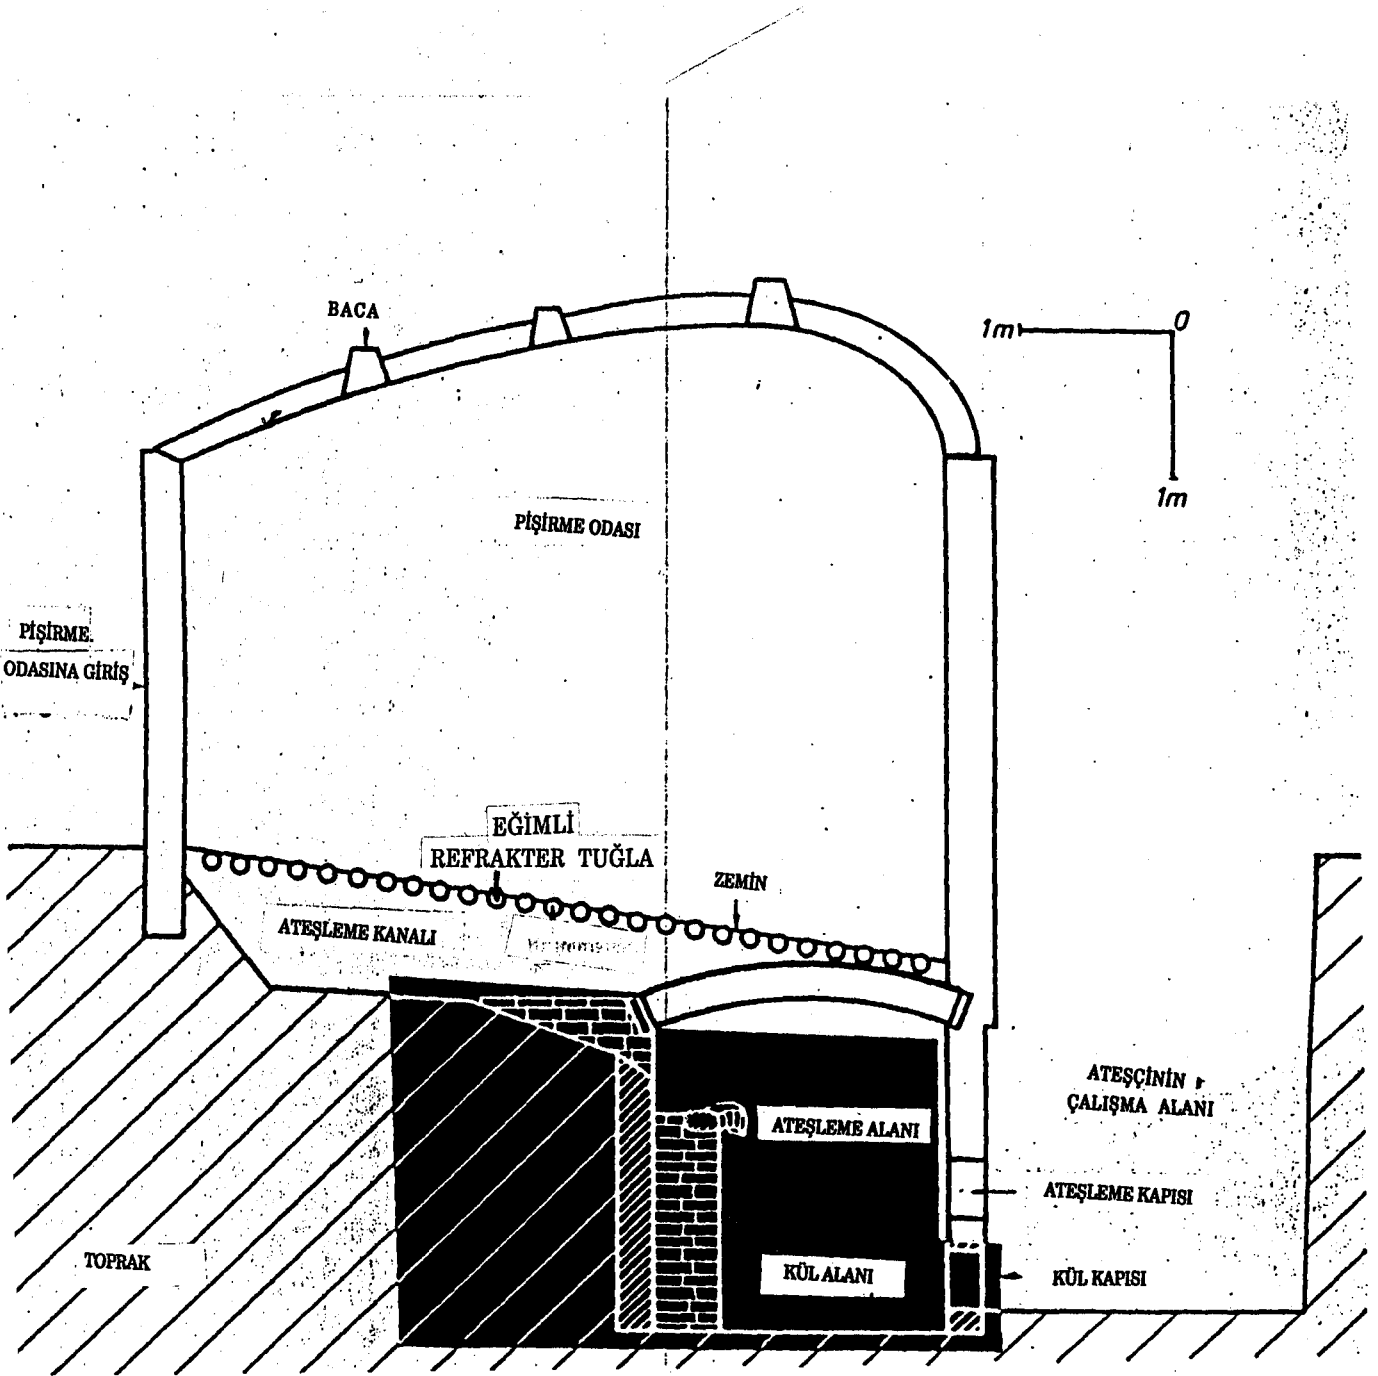 BACA
1m
0
1m
PİŞİRME ODASI
PİŞİRME
ODASINA GİRİŞ
EĞİMLİ
REFRAKTER TUĞLA
ZEMİN
ATEŞLEME KANALI
ATEŞÇİNİN
ÇALIŞMA ALANI
ATEŞLEME ALANI
ATEŞLEME KAPISI
TOPRAK
KÜL ALANI
KÜL KAPISI